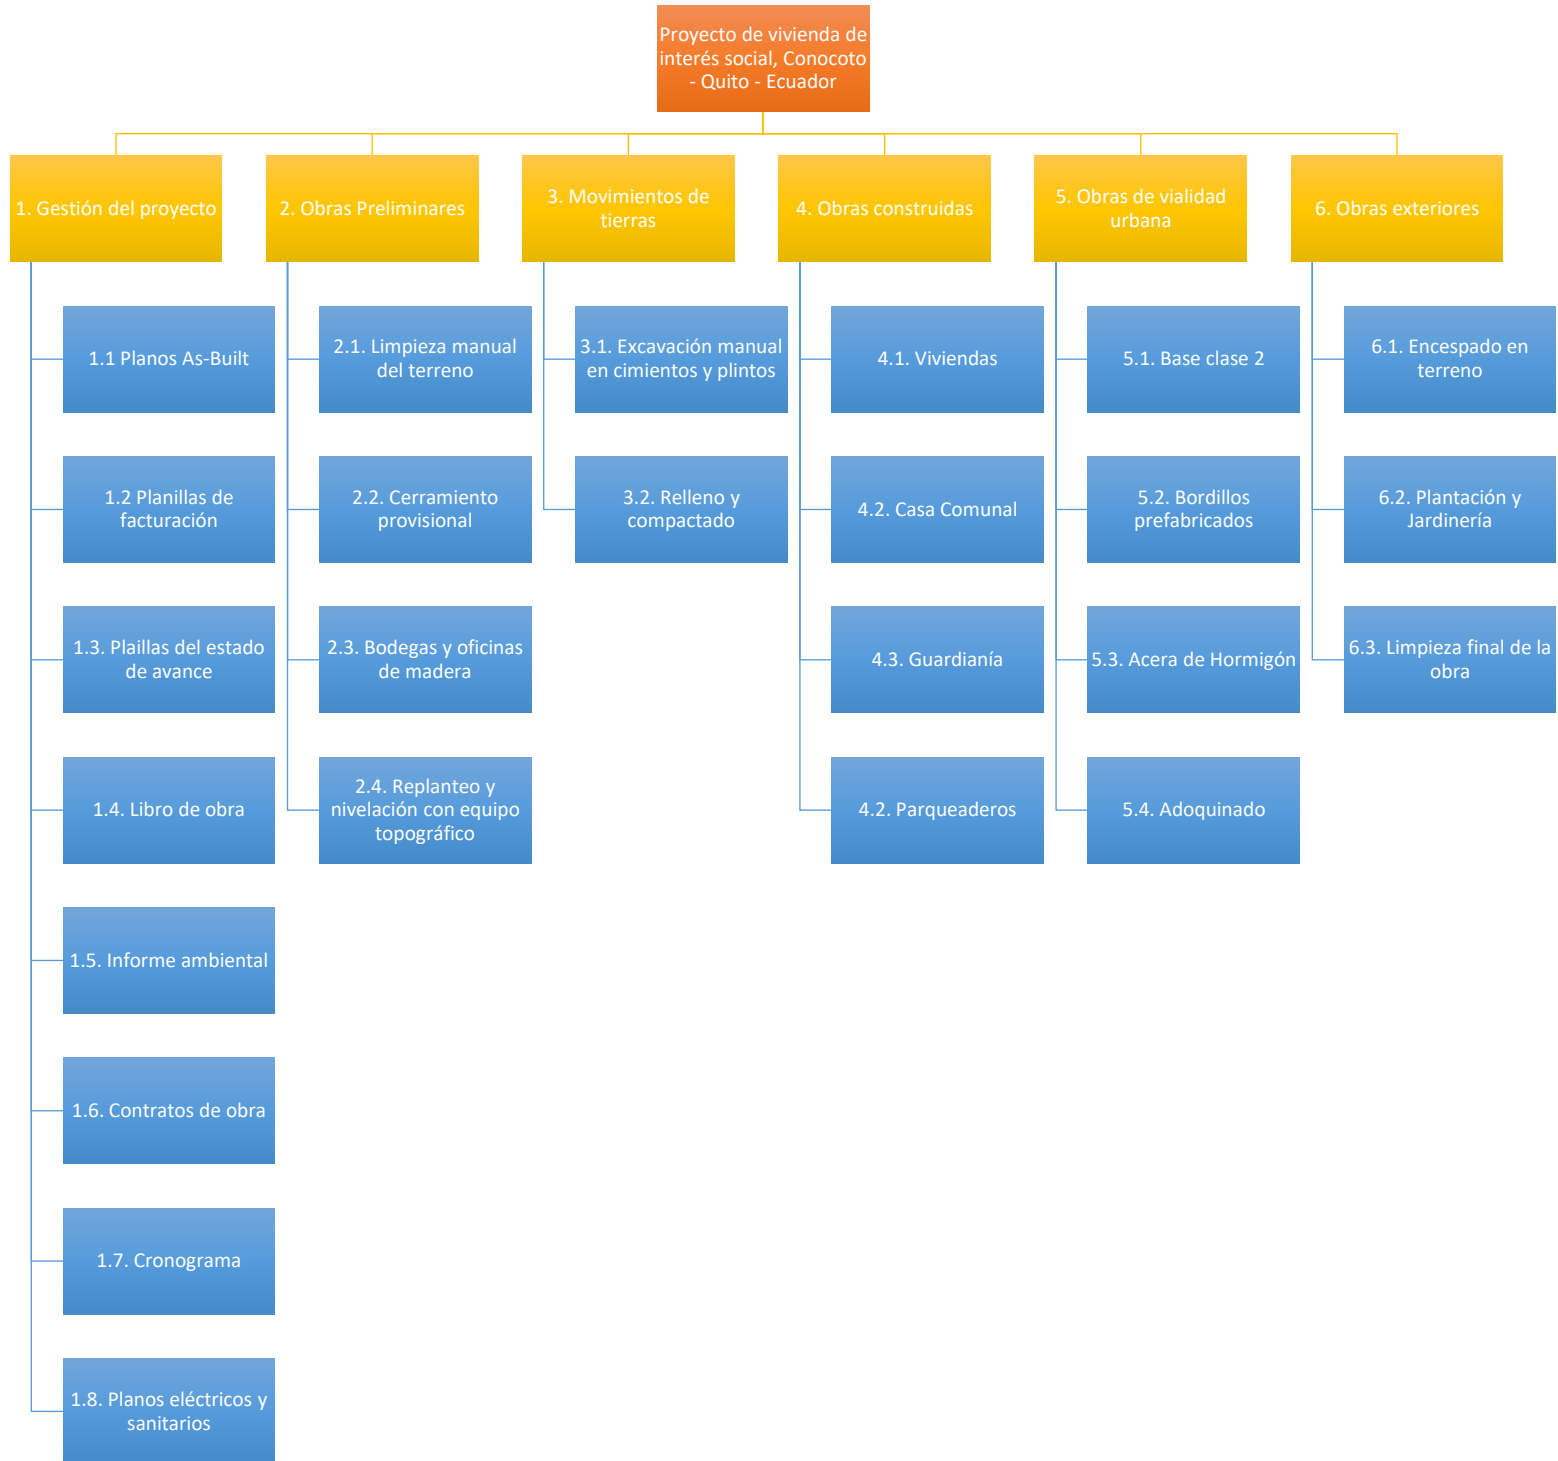 Proyecto de vivienda de
interés social, Conocoto
- Quito - Ecuador
1. Gestión del proyecto
2. Obras Preliminares
3. Movimientos de
tierras
4. Obras construidas
5. Obras de vialidad
urbana
6. Obras exteriores
1.1 Planos As-Built
1.2 Planillas de
facturación
1.3. Plaillas del estado
de avance
1.4. Libro de obra
1.5. Informe ambiental
1.6. Contratos de obra
1.7. Cronograma
1.8. Planos eléctricos y
sanitarios
2.1. Limpieza manual
del terreno
2.2. Cerramiento
provisional
2.3. Bodegas y oficinas
de madera
2.4. Replanteo y
nivelación con equipo
topográfico
3.1. Excavación manual
en cimientos y plintos
3.2. Relleno y
compactado
4.1. Viviendas
4.2. Casa Comunal
4.3. Guardianía
4.2. Parqueaderos
5.1. Base clase 2
5.2. Bordillos
prefabricados
5.3. Acera de Hormigón
5.4. Adoquinado
6.1. Encespado en
terreno
6.2. Plantación y
Jardinería
6.3. Limpieza final de la
obra